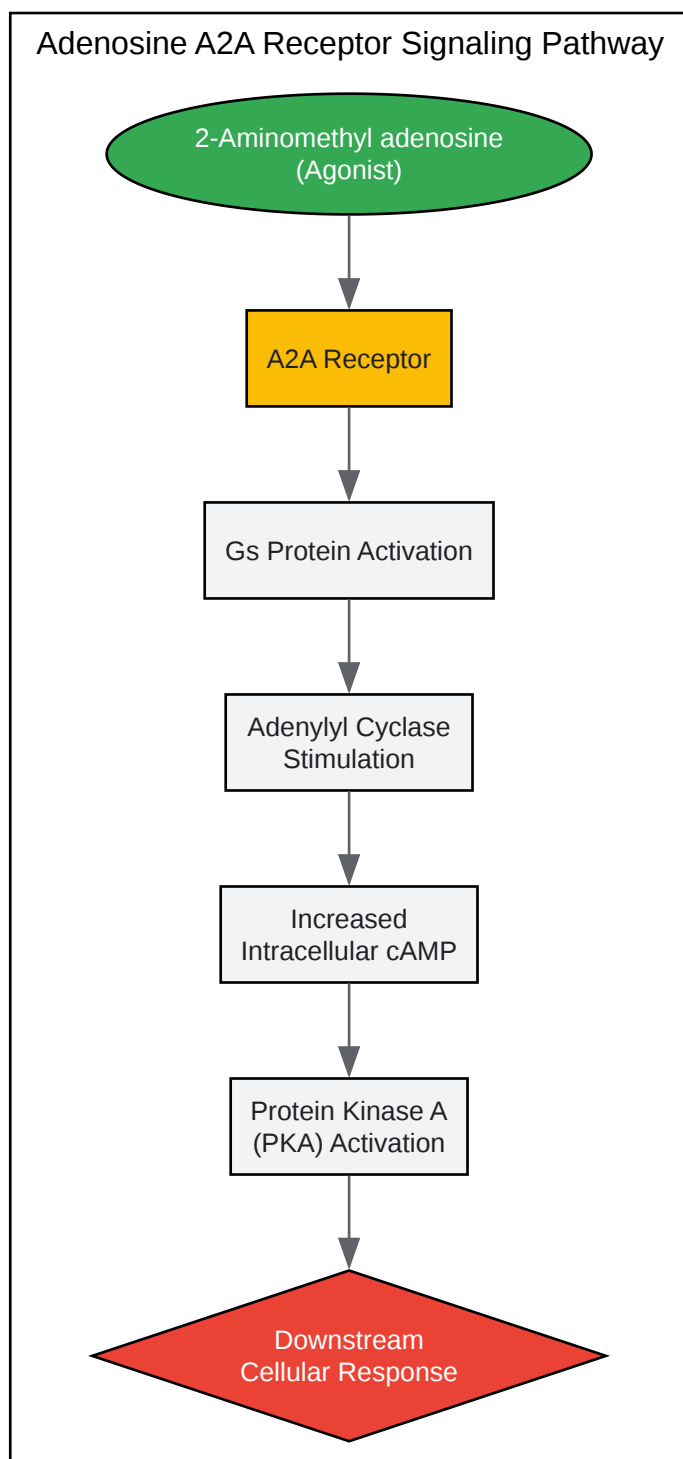 Adenosine A2A Receptor Signaling Pathway
2-Aminomethyl adenosine
(Agonist)
A2A Receptor
Gs Protein Activation
Adenylyl Cyclase
Stimulation
Increased
Intracellular cAMP
Protein Kinase A
(PKA) Activation
Downstream
Cellular Response